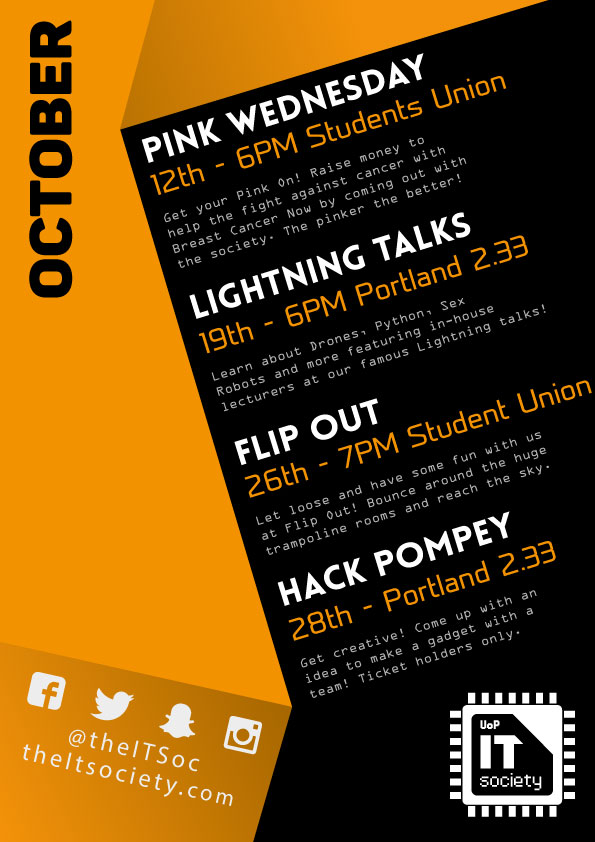 OCTOBER
PINK WEDNESDAY
12th - 6PM Students Union
Get your Pink On! Raise money to
help the fight against cancer with
Breast Cancer Now by coming out with
the society. The pinker the better!
LIGHTNING TALKS
19th - 6PM Portland 2.33
Learn about Drones, Python, Sex
Robots and more featuring in-house
lecturers at our famous Lightning talks!
FLIP OUT
26th - 7PM Student Union
Let loose and have some fun with us
at Flip Out! Bounce around the huge
trampoline rooms and reach the sky.
HACK POMPEY
28th - Portland 2.33
Get creative! Come up with an
idea to make a gadget with a
team! Ticket holders only.
@theITSoc
theItsociety.com
UoP
IT
society